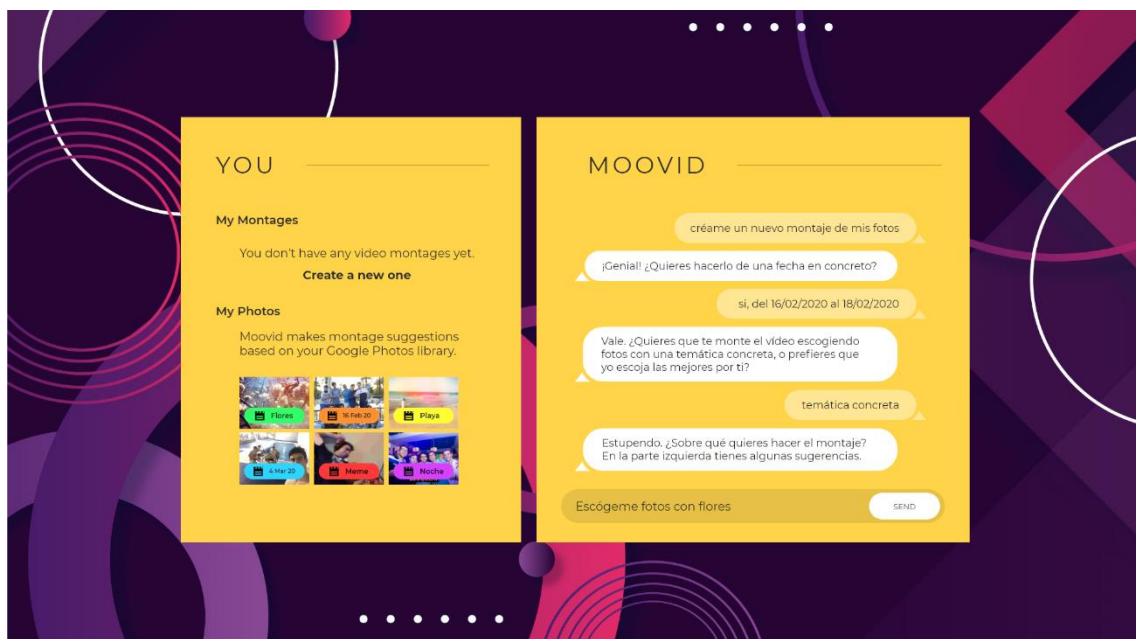 YOU
My Montages
You don't have any video montages yet.
Create a new one
My Photos
Moovid makes montage suggestions
based on your Google Photos library.
Flores
16 Feb 20
Playa
4 Mar 20
Meme
Noche
MOOVID
créame un nuevo montaje de mis fotos
¡Genial! ¿Quieres hacerlo de una fecha en concreto?
si, del 16/02/2020 al 18/02/2020
Vale. ¿Quieres que te monte el vídeo escogiendo
fotos con una temática concreta, o prefieres que
yo escoja las mejores por ti?
temática concreta
Estupendo. ¿Sobre qué quieres hacer el montaje?
En la parte izquierda tienes algunas sugerencias.
Escógeme fotos con flores
SEND